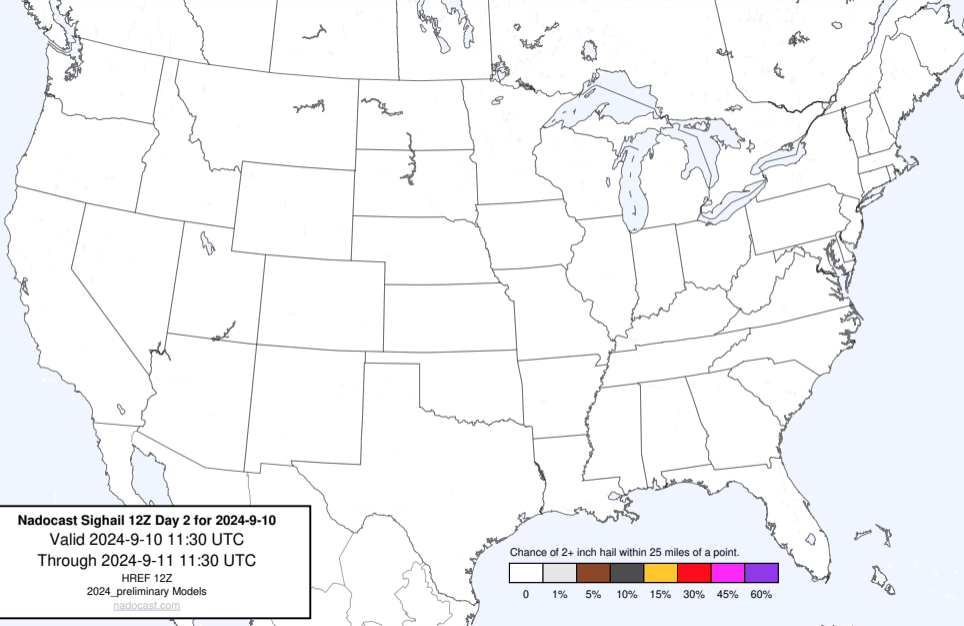 Nadocast Sighail 12Z Day 2 for 2024-9-10
Valid 2024-9-10 11:30 UTC
Through 2024-9-11 11:30 UTC
HREF 12Z
2024_preliminary Models
nadocast.com
Chance of 2+ inch hail within 25 miles of a point.
0 1% 5% 10% 15% 30% 45% 60%